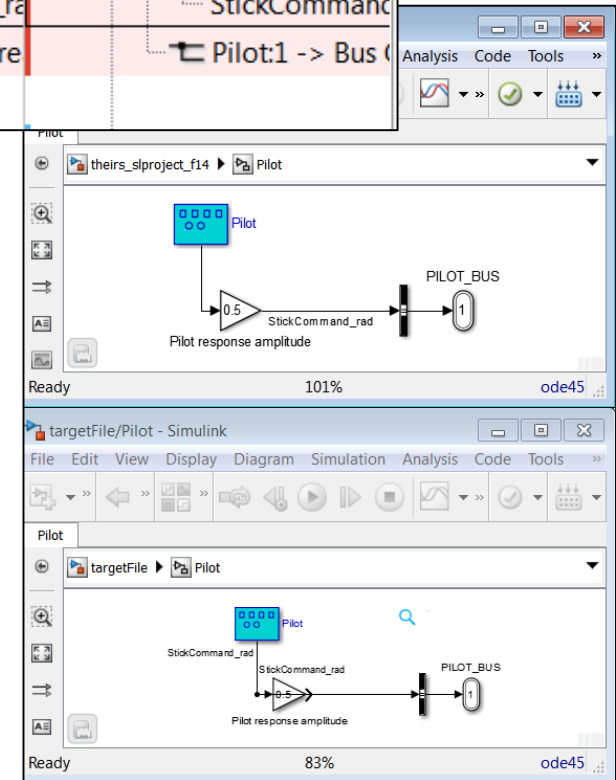 StickCommand
Pilot:1 -> Bus
Analysis Code Tools »
»
Pilot
theirs_slproject_f14 Pilot
Pilot
PILOT_BUS
0.5
1
StickCommand_rad
Pilot response amplitude
Ready 101% ode45
targetFile/Pilot - Simulink
File Edit View Display Diagram Simulation Analysis Code Tools »
» » » »
Pilot
targetFile Pilot
Pilot
StickCommand_rad
StickCommand_rad
PILOT_BUS
0.5
1
Pilot response amplitude
Ready 83% ode45